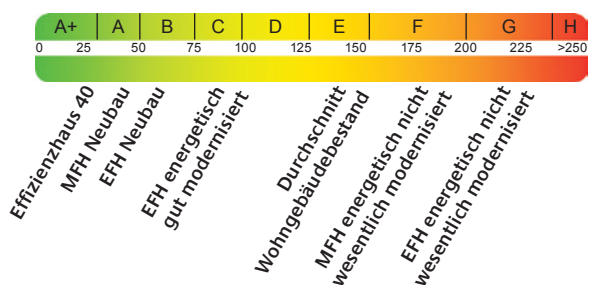 A+ A B C D E F G H
0 25 50 75 100 125 150 175 200 225 >250
Effizienzhaus 40
MFH Neubau
EFH Neubau
EFH energetisch
gut modernisiert
Durchschnitt
Wohngebäudebestand
MFH energetisch nicht
wesentlich modernisiert
EFH energetisch nicht
wesentlich modernisiert